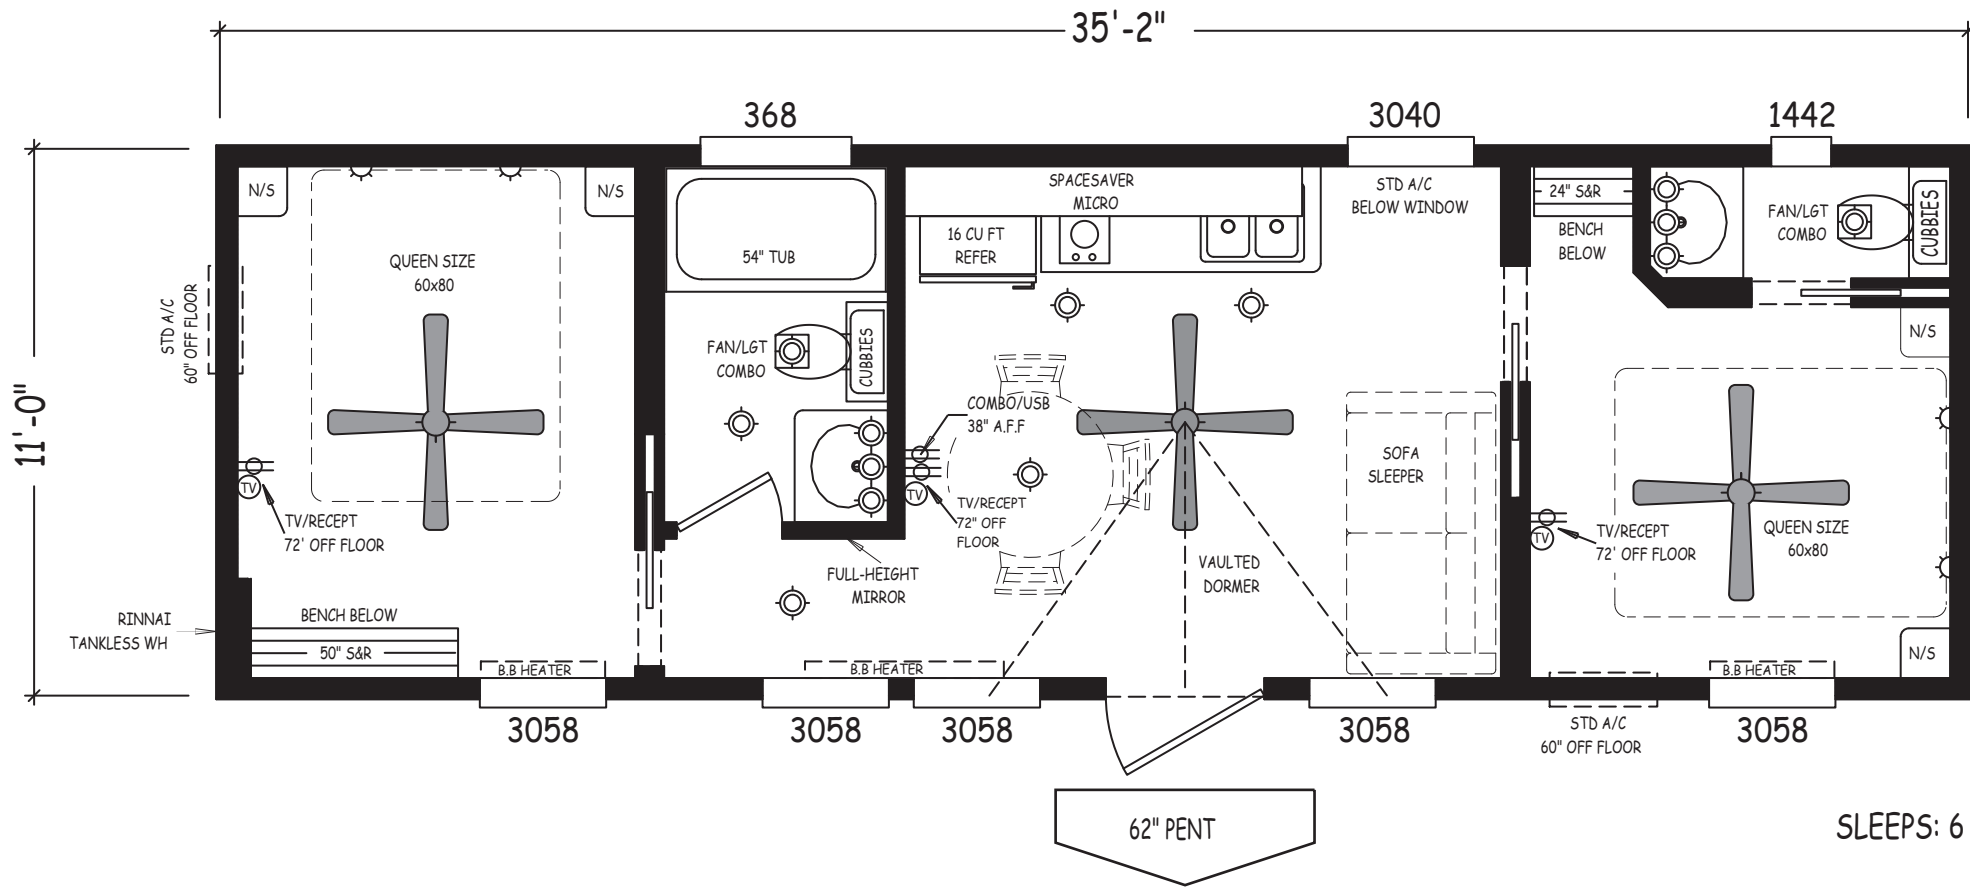 35'-2"
368
3040
1442
11'-0"
N/S
N/S
QUEEN SIZE
60x80
STD A/C
60" OFF FLOOR
TV
TV/RECEPT
72' OFF FLOOR
RINNAI
TANKLESS WH
BENCH BELOW
50" S&R
B.B HEATER
3058
54" TUB
FAN/LGT
COMBO
CUBBIES
FULL-HEIGHT
MIRROR
B.B HEATER
3058
3058
SPACESAVER
MICRO
16 CU FT
REFER
COMBO/USB
38" A.F.F
TV
TV/RECEPT
72" OFF
FLOOR
STD A/C
BELOW WINDOW
SOFA
SLEEPER
VAULTED
DORMER
3058
24" S&R
BENCH
BELOW
FAN/LGT
COMBO
CUBBIES
N/S
TV
TV/RECEPT
72' OFF FLOOR
QUEEN SIZE
60x80
N/S
B.B HEATER
STD A/C
60" OFF FLOOR
3058
62" PENT
SLEEPS: 6